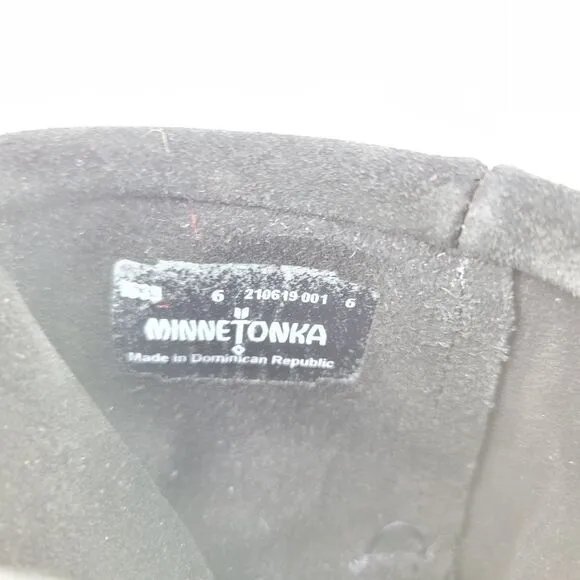 6 210619 001 6
MINNETONKA
Made in Dominican Republic